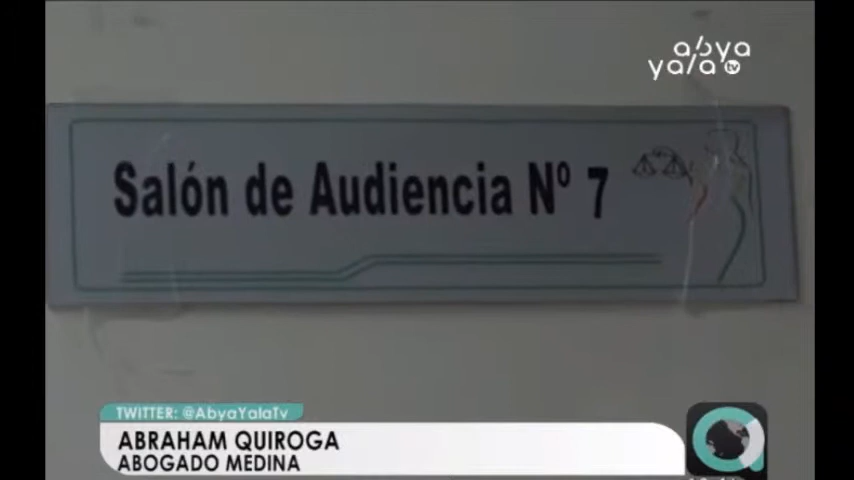 abya
yala tv
Salón de Audiencia Nº 7
TWITTER: @AbyaYalaTv
ABRAHAM QUIROGA
ABOGADO MEDINA